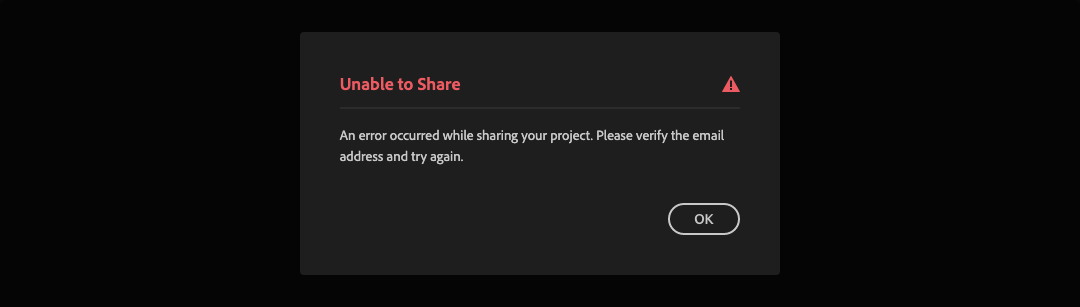 Unable to Share
An error occurred while sharing your project. Please verify the email
address and try again.
OK